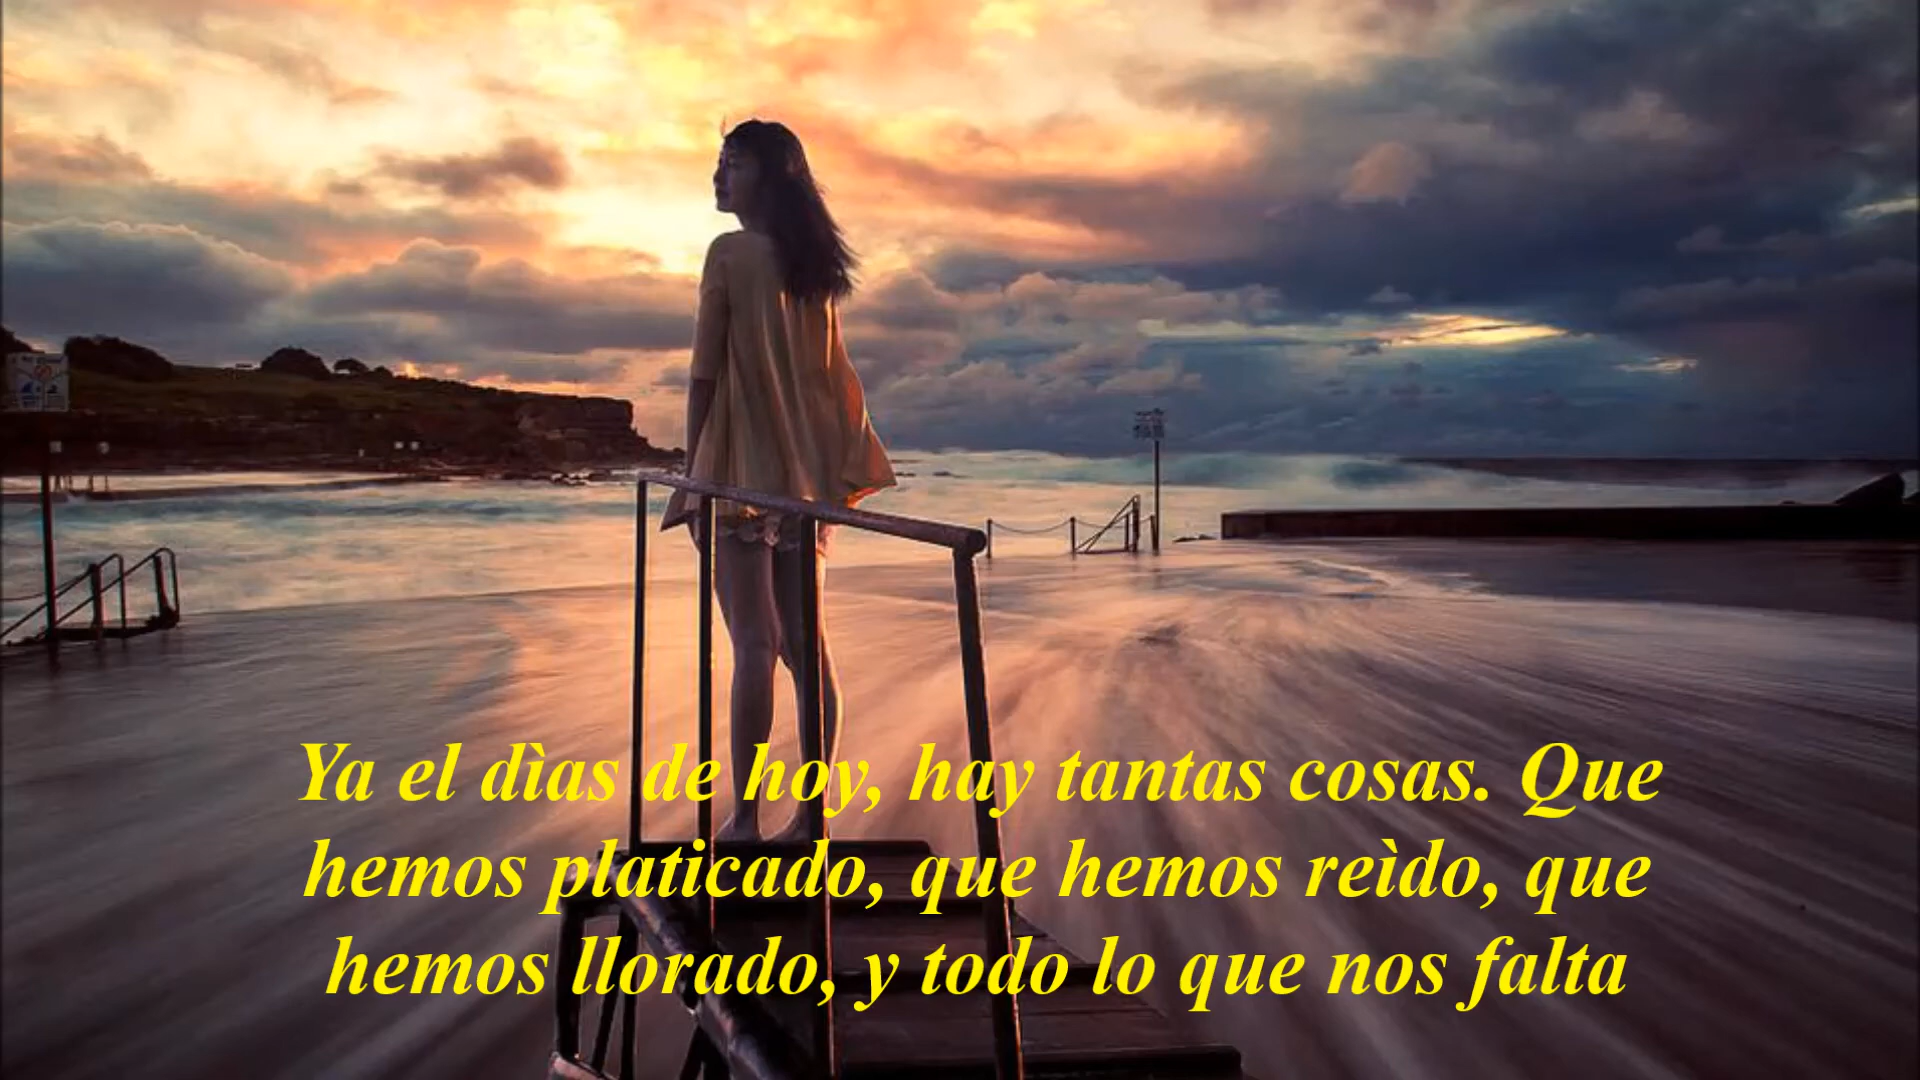 Ya el dìas de hoy, hay tantas cosas. Que
hemos platicado, que hemos reìdo, que
hemos llorado, y todo lo que nos falta